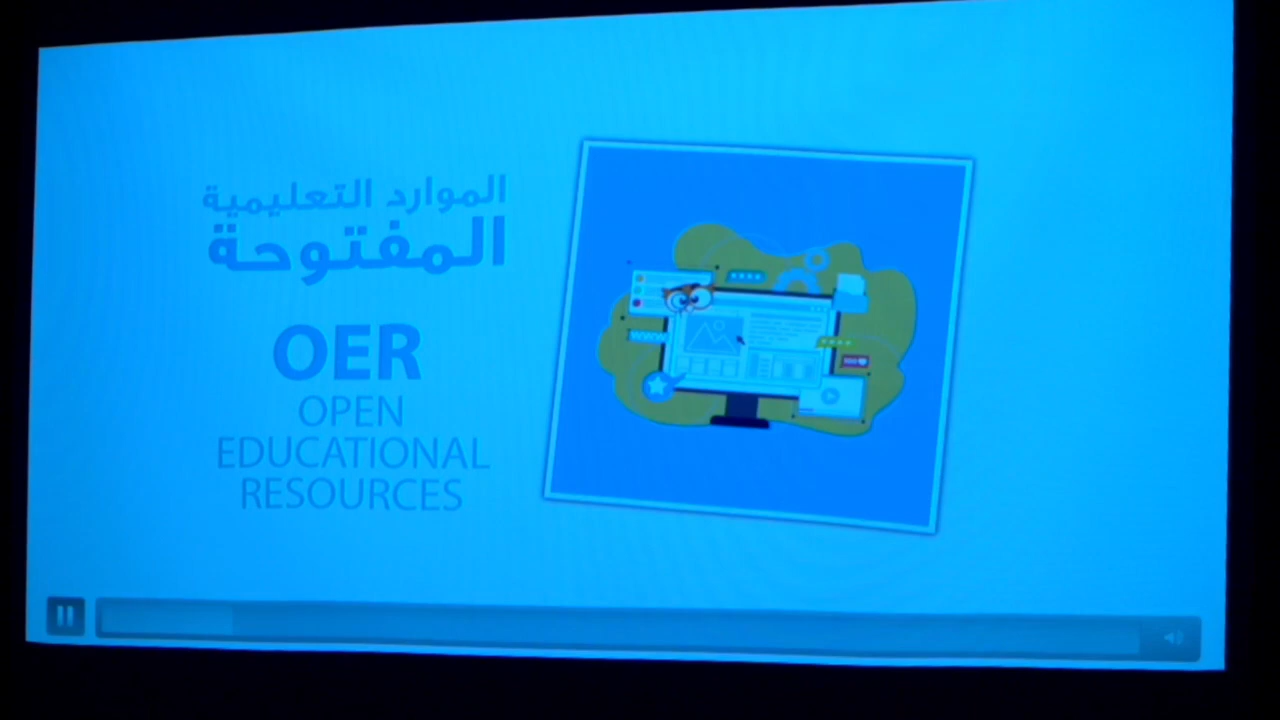 الموارد التعليمية
المفتوحة
OER
OPEN
EDUCATIONAL
RESOURCES